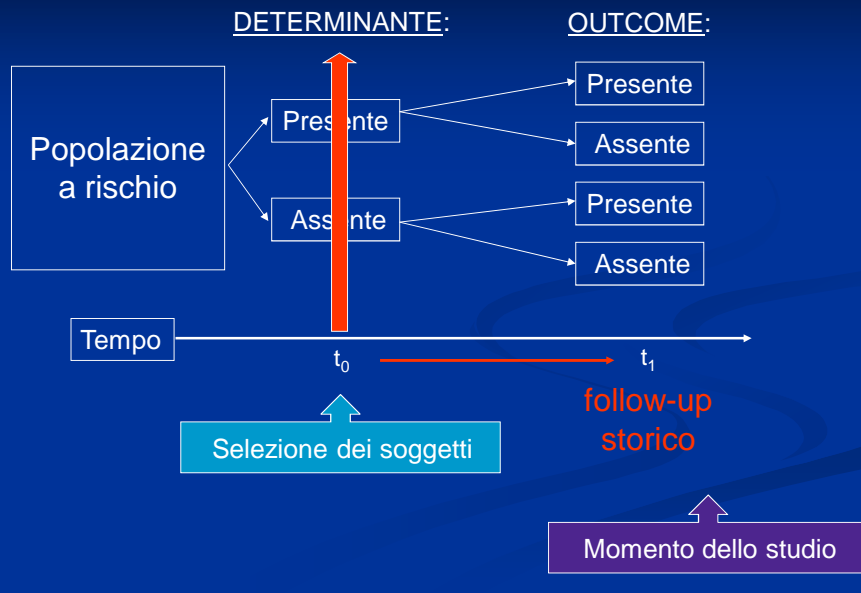 DETERMINANTE:
OUTCOME:
Popolazione
a rischio
Presente
Assente
Presente
Assente
Presente
Assente
Tempo
t0
t1
follow-up
storico
Selezione dei soggetti
Momento dello studio